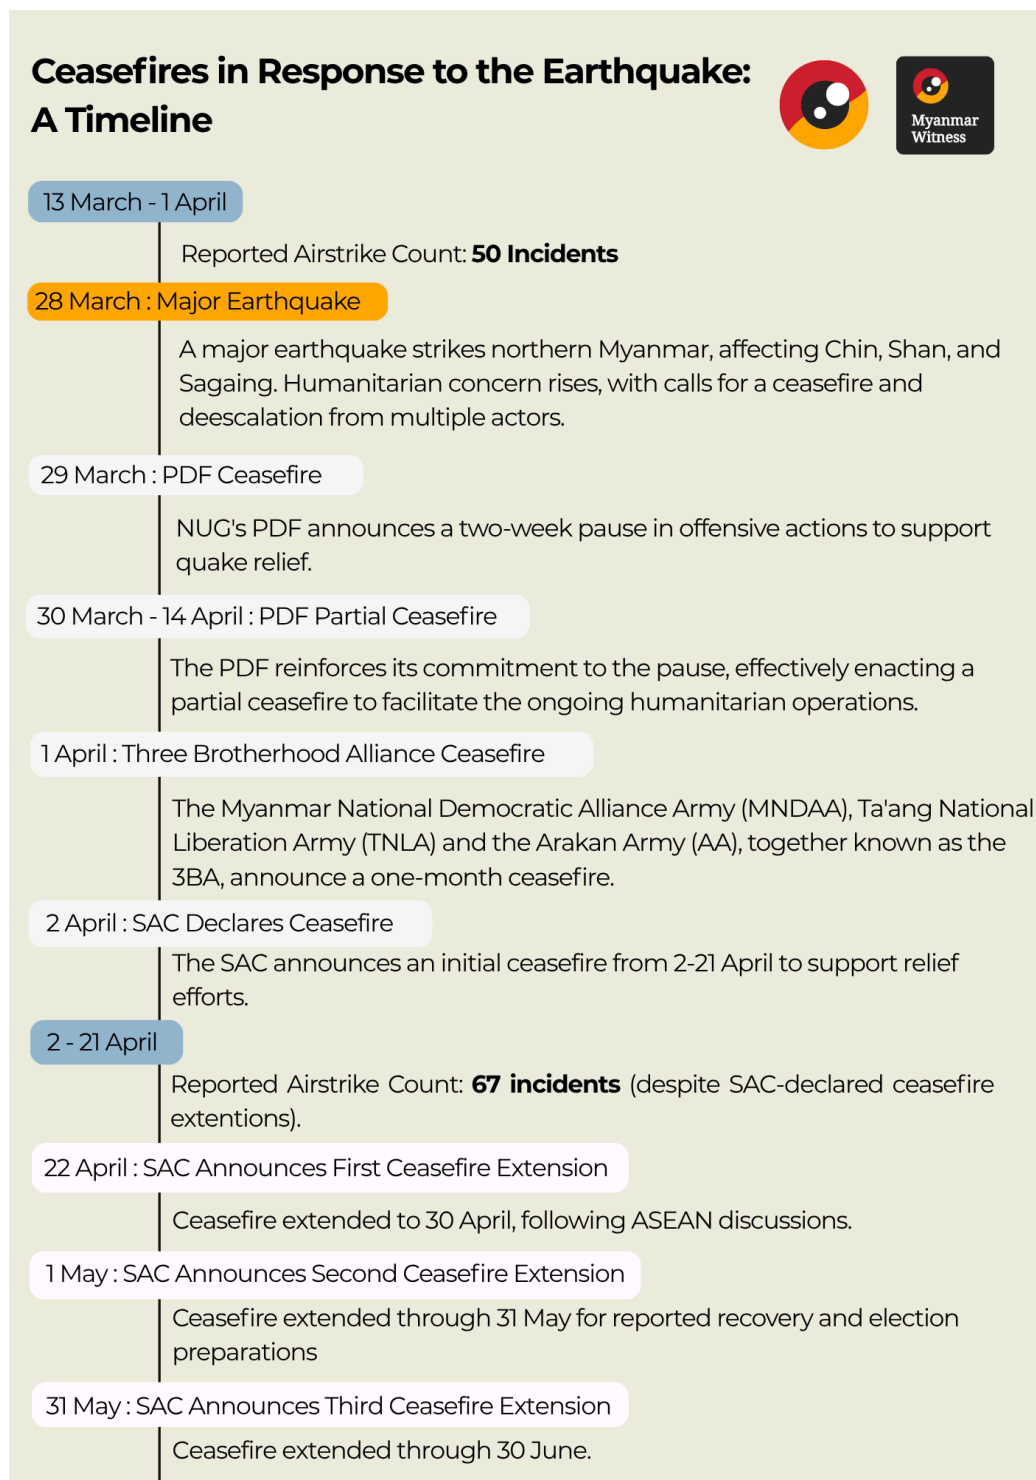 Ceasefires in Response to the Earthquake:
A Timeline
Myanmar
Witness
13 March - 1 April
Reported Airstrike Count: 50 Incidents
28 March : Major Earthquake
A major earthquake strikes northern Myanmar, affecting Chin, Shan, and
Sagaing. Humanitarian concern rises, with calls for a ceasefire and
deescalation from multiple actors.
29 March : PDF Ceasefire
NUG's PDF announces a two-week pause in offensive actions to support
quake relief.
30 March - 14 April : PDF Partial Ceasefire
The PDF reinforces its commitment to the pause, effectively enacting a
partial ceasefire to facilitate the ongoing humanitarian operations.
1 April : Three Brotherhood Alliance Ceasefire
The Myanmar National Democratic Alliance Army (MNDAA), Ta'ang National
Liberation Army (TNLA) and the Arakan Army (AA), together known as the
3BA, announce a one-month ceasefire.
2 April : SAC Declares Ceasefire
The SAC announces an initial ceasefire from 2-21 April to support relief
efforts.
2 - 21 April
Reported Airstrike Count: 67 incidents (despite SAC-declared ceasefire
extentions).
22 April : SAC Announces First Ceasefire Extension
Ceasefire extended to 30 April, following ASEAN discussions.
1 May : SAC Announces Second Ceasefire Extension
Ceasefire extended through 31 May for reported recovery and election
preparations
31 May : SAC Announces Third Ceasefire Extension
Ceasefire extended through 30 June.